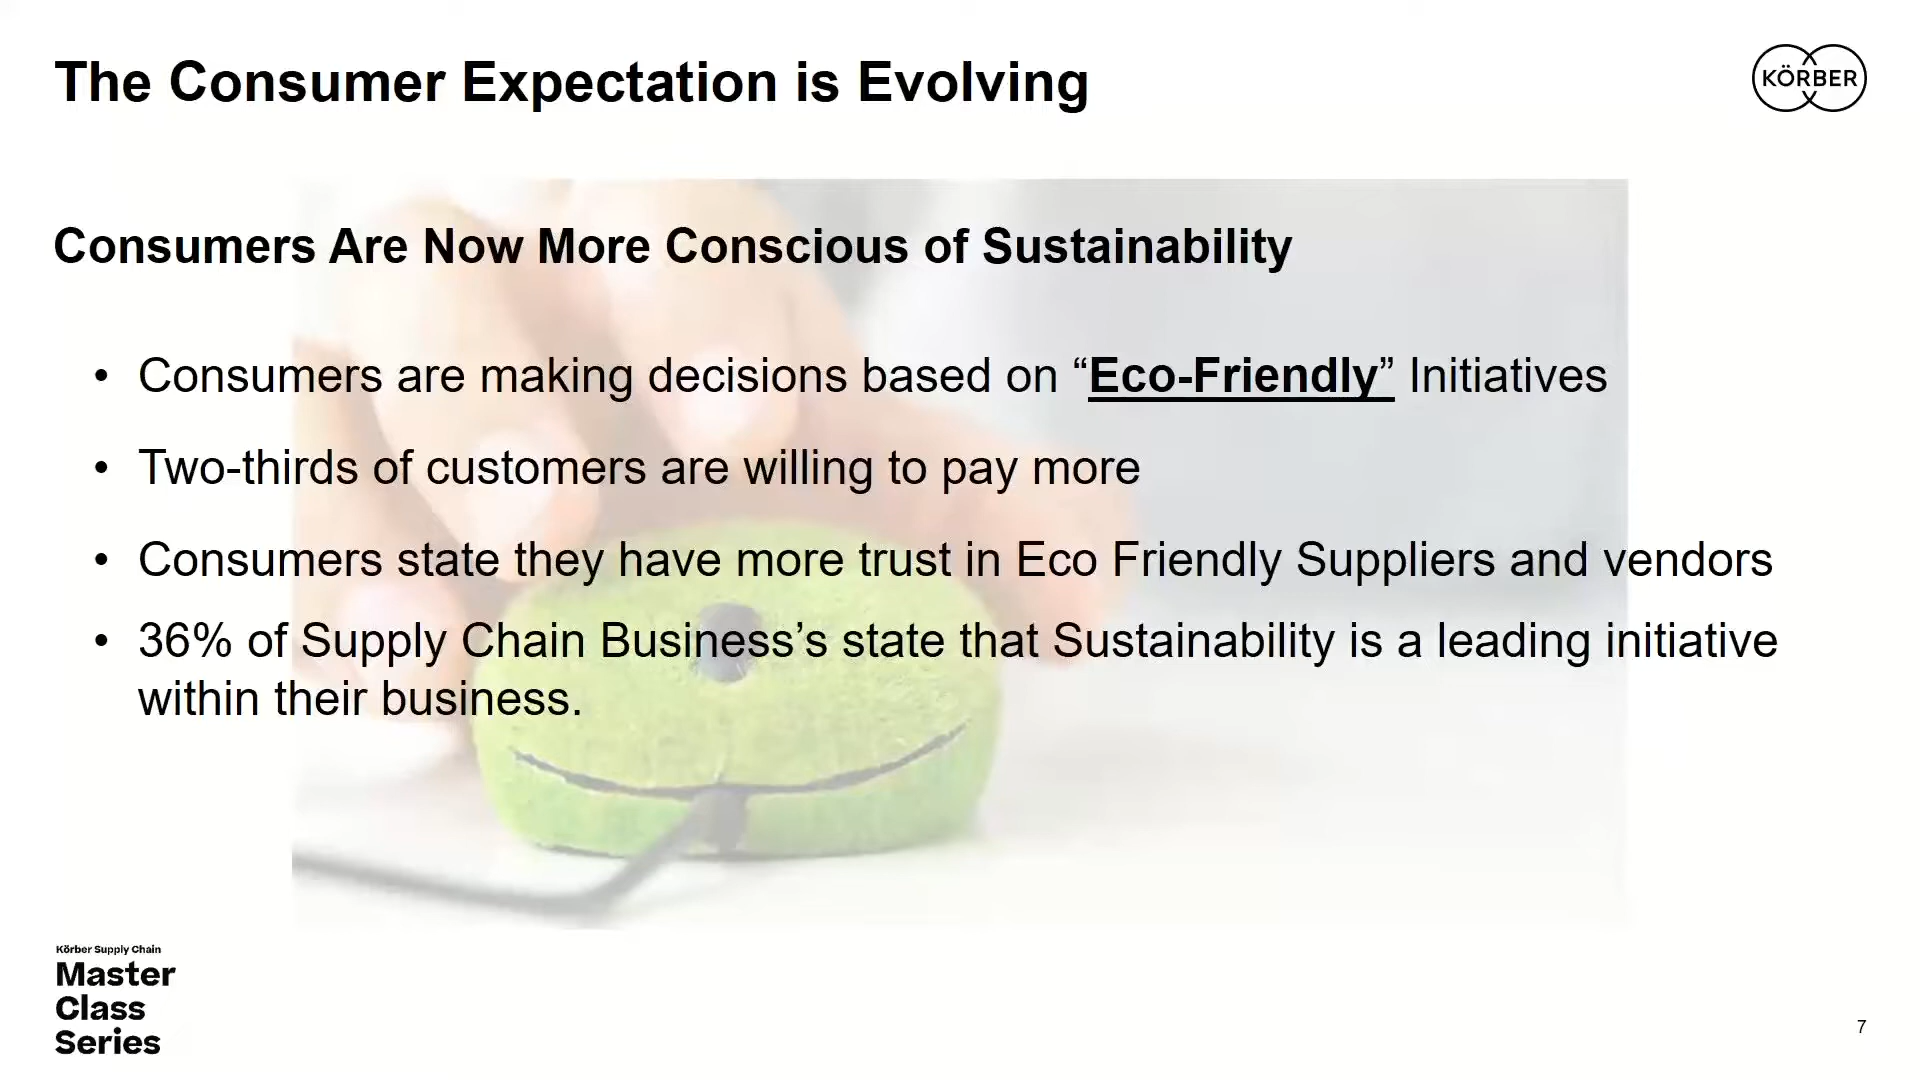 The Consumer Expectation is Evolving
KÖRBER
Consumers Are Now More Conscious of Sustainability
• Consumers are making decisions based on “Eco-Friendly” Initiatives
• Two-thirds of customers are willing to pay more
• Consumers state they have more trust in Eco Friendly Suppliers and vendors
• 36% of Supply Chain Business’s state that Sustainability is a leading initiative
within their business.
Körber Supply Chain
Master
Class
Series
7